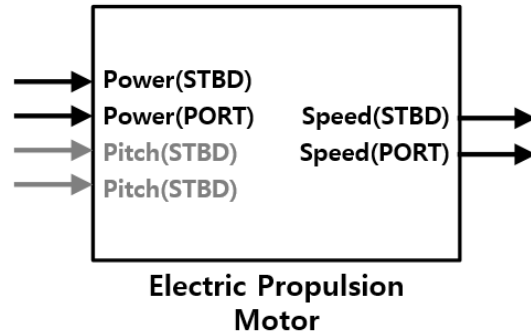 Power(STBD)
Power(PORT)
Pitch(STBD)
Pitch(STBD)
Speed(STBD)
Speed(PORT)
Electric Propulsion
Motor